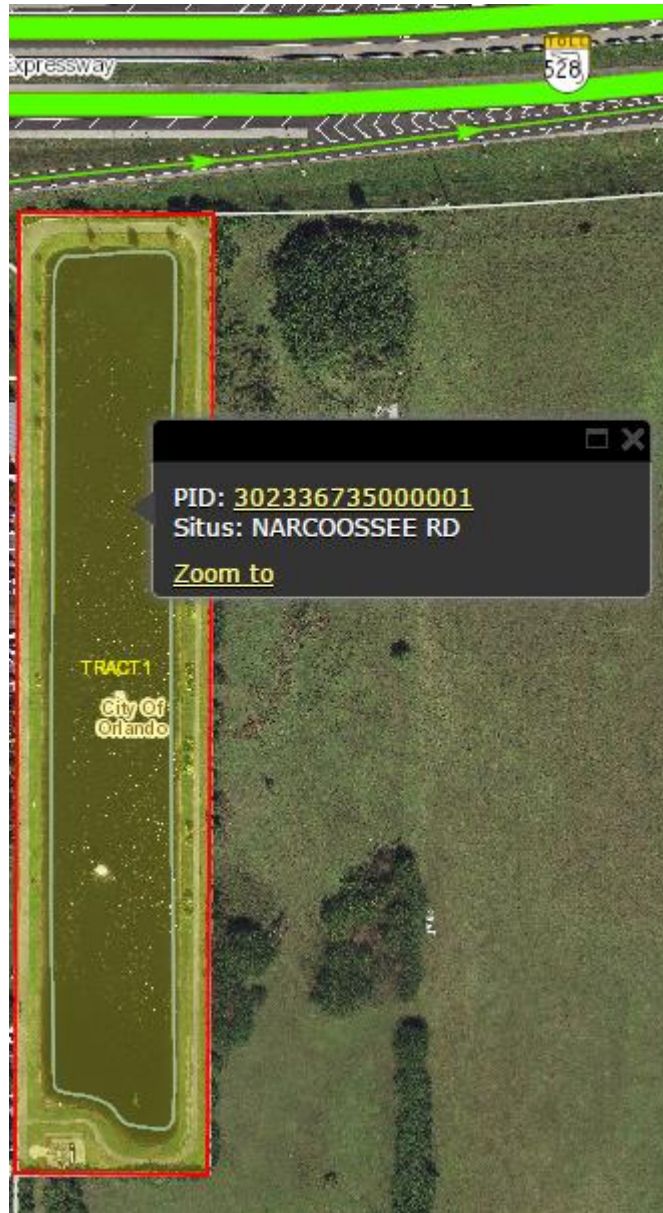 Expressway
TOLL
528
PID: 302336735000001
Situs: NARCOOSSEE RD
Zoom to
TRACT 1
City Of
Orlando